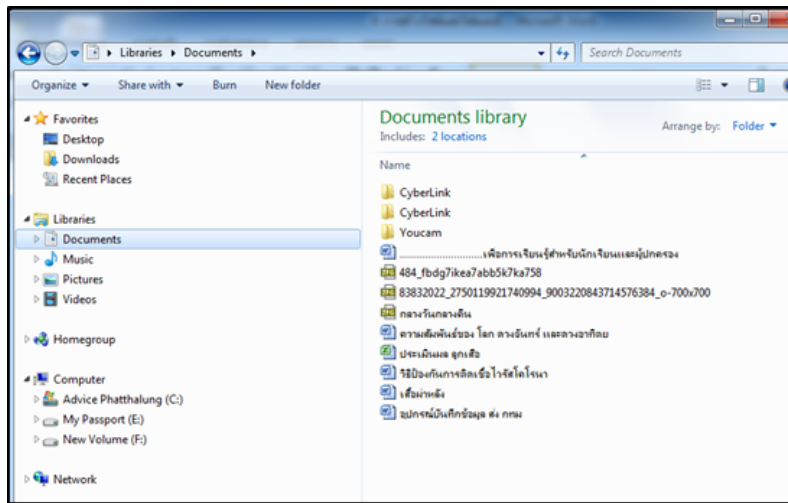 Libraries Documents
Search Documents
Organize Share with Burn New folder
Favorites
Desktop
Downloads
Recent Places
Libraries
Documents
Music
Pictures
Videos
Homegroup
Computer
Advice Phatthalung (C:)
My Passport (E:)
New Volume (F:)
Network
Documents library
Includes: 2 locations
Arrange by: Folder
Name
CyberLink
CyberLink
Youcam
..............................เพื่อการเรียนรู้สำหรับนักเรียนและผู้ปกครอง
484_fbdg7ikea7abb5k7ka758
83832022_2750119921740994_9003220843714576384_o-700x700
กลางวันกลางคืน
ความสัมพันธ์ของ โลก ดวงจันทร์ และดวงอาทิตย
ประเมินผล ลูกเสือ
วิธีป้องกันการติดเชื้อไวรัสโคโรนา
เสื่อผ่าหลัง
อุปกรณ์บันทึกข้อมูล ส่ง กทม